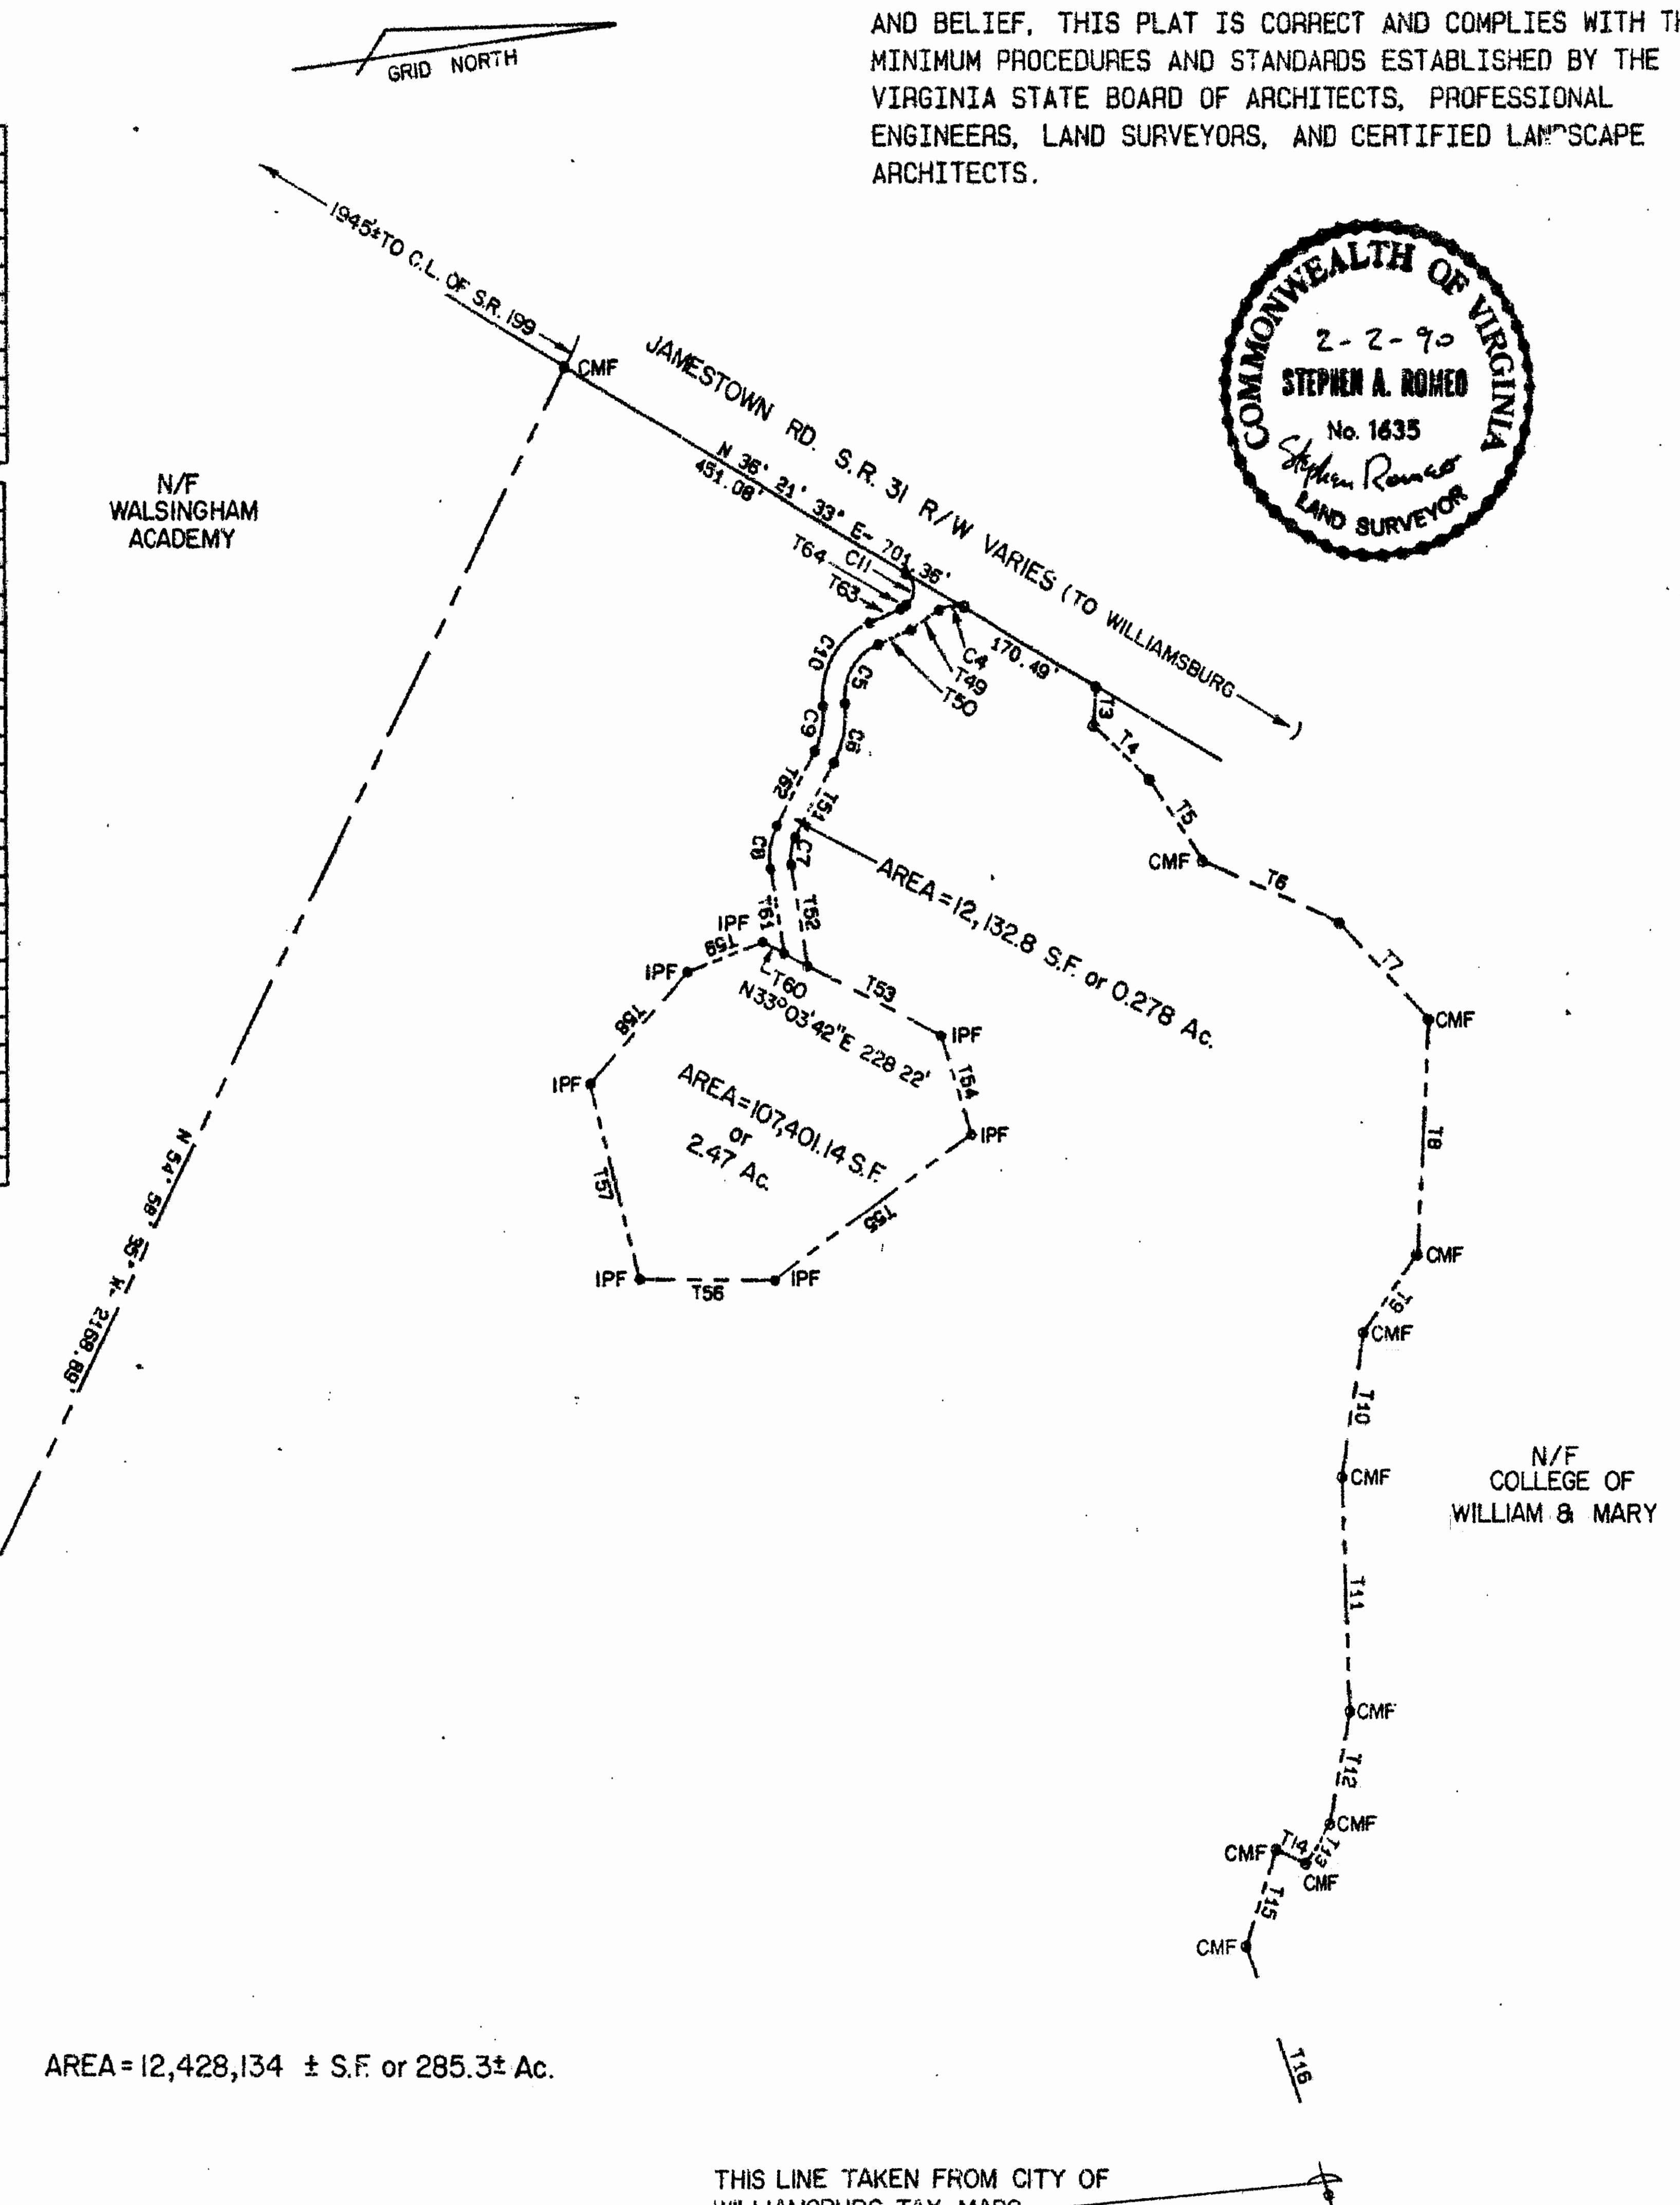 AND BELIEF, THIS PLAT IS CORRECT AND COMPLIES WITH
MINIMUM PROCEDURES AND STANDARDS ESTABLISHED BY THE
VIRGINIA STATE BOARD OF ARCHITECTS, PROFESSIONAL
ENGINEERS, LAND SURVEYORS, AND CERTIFIED LANDSCAPE
ARCHITECTS.
GRID NORTH
1945'± TO C.L. OF S.R. 199
CMF
COMMONWEALTH OF VIRGINIA
2-2-90
STEPHEN A. ROMEO
No. 1635
Stephen Romeo
LAND SURVEYOR
JAMESTOWN RD. S.R. 31 R/W VARIES (TO WILLIAMSBURG)
N 36° 21' 33" E- 701.36'
451.08'
N/F
WALSINGHAM
ACADEMY
T64
C11
T63
C10
C5
C4
T49
T50
170.49'
T3
T4
T5
C9
C6
T62
T51
C8
C7
CMF
T6
T61
T52
AREA=12,132.8 S.F. or 0.278 Ac.
IPF
T59
IPF
T60
T53
N33°03'42"E 228.22'
T7
CMF
IPF
T58
T54
IPF
IPF
AREA=107,401.14 S.F.
or
2.47 Ac.
T8
T57
T55
N 54° 58' 35" W- 2168.89'
IPF
T56
IPF
CMF
T9
CMF
T10
CMF
N/F
COLLEGE OF
WILLIAM & MARY
T11
CMF
T12
CMF
T13
CMF
T14
CMF
T15
CMF
T16
AREA=12,428,134 ± S.F. or 285.3± Ac.
THIS LINE TAKEN FROM CITY OF
WILLIAMSBURG TAX MAPS